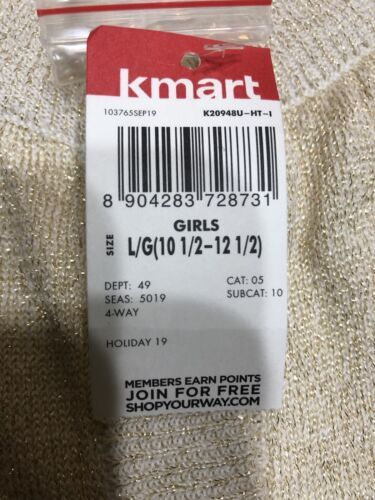 kmart
103765SEP19 K20948U-HT-I
8 904283 728731
GIRLS
SIZE L/G(10 1/2-12 1/2)
DEPT: 49 CAT: 05
SEAS: 5019 SUBCAT: 10
4-WAY
HOLIDAY 19
MEMBERS EARN POINTS
JOIN FOR FREE
SHOPYOURWAY.COM